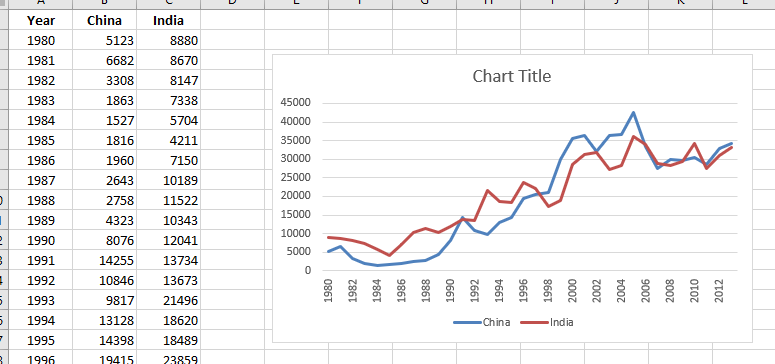 A B C D E F G H I J K L
Year China India
1980 5123 8880
1981 6682 8670
1982 3308 8147
1983 1863 7338
1984 1527 5704
1985 1816 4211
1986 1960 7150
1987 2643 10189
1988 2758 11522
1989 4323 10343
1990 8076 12041
1991 14255 13734
1992 10846 13673
1993 9817 21496
1994 13128 18620
1995 14398 18489
1996 19415 23859
Chart Title
45000
40000
35000
30000
25000
20000
15000
10000
5000
0
1980 1982 1984 1986 1988 1990 1992 1994 1996 1998 2000 2002 2004 2006 2008 2010 2012
China India